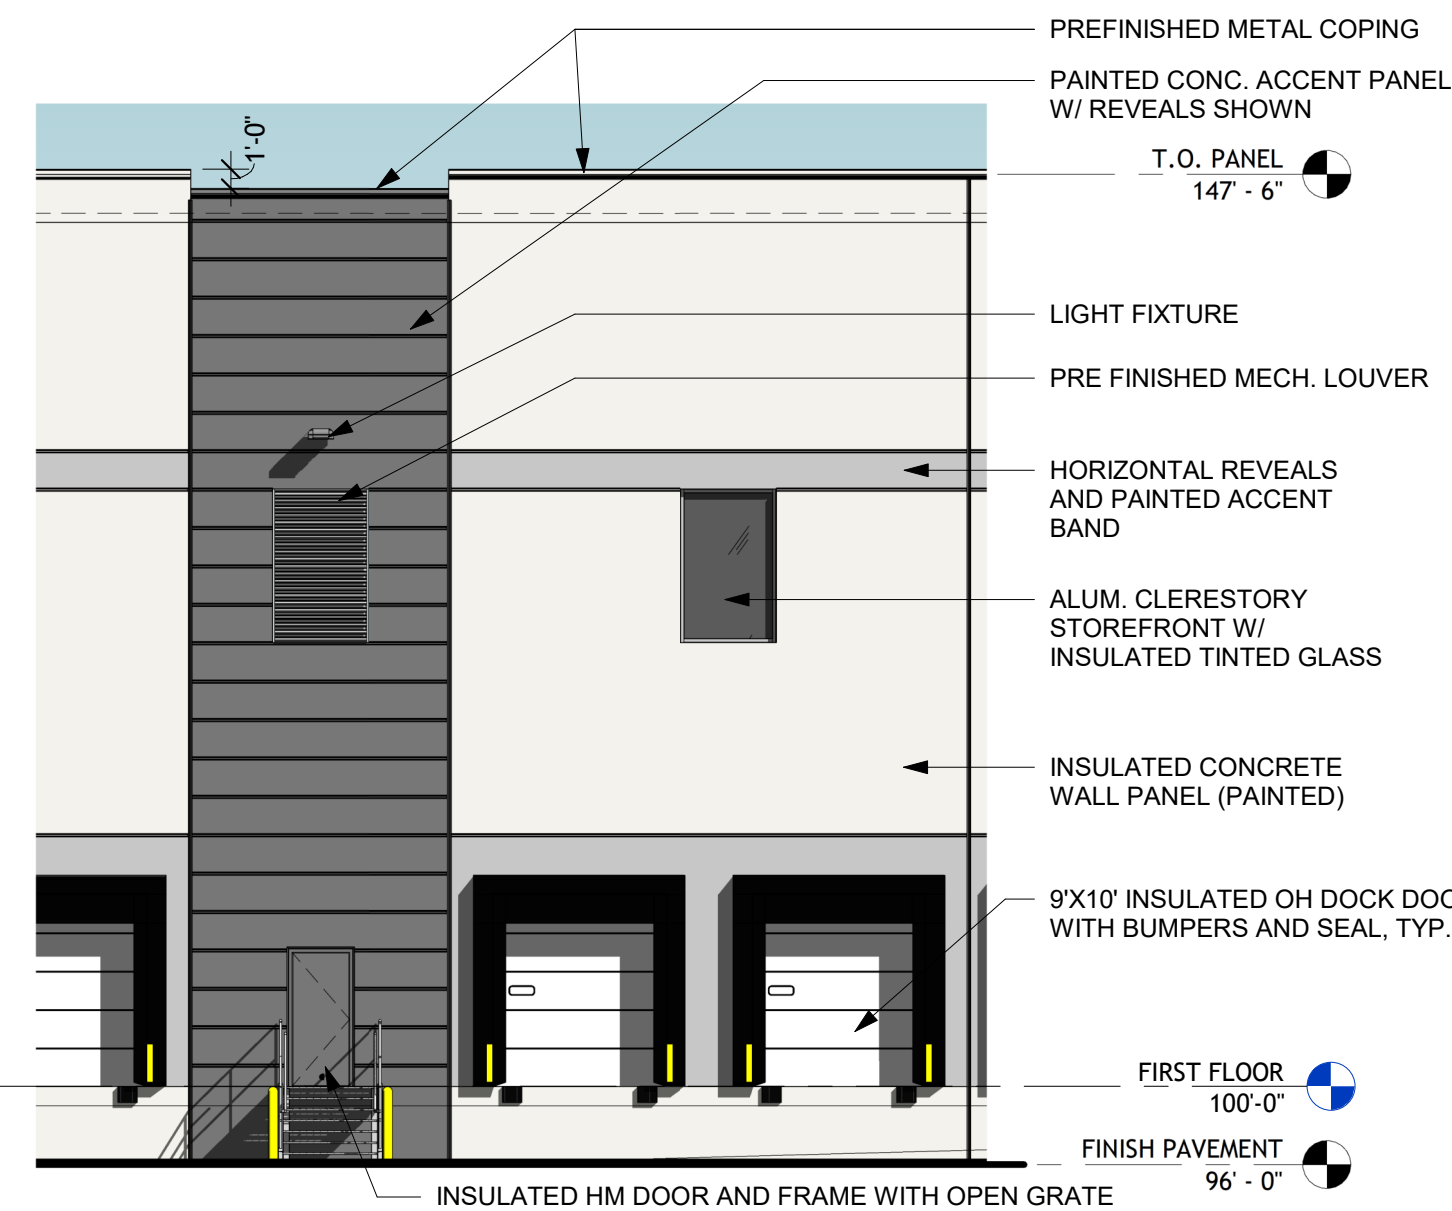 PREFINISHED METAL COPING
PAINTED CONC. ACCENT PANEL
W/ REVEALS SHOWN
1'-0"
T.O. PANEL
147' - 6"
LIGHT FIXTURE
PRE FINISHED MECH. LOUVER
HORIZONTAL REVEALS
AND PAINTED ACCENT
BAND
ALUM. CLERESTORY
STOREFRONT W/
INSULATED TINTED GLASS
INSULATED CONCRETE
WALL PANEL (PAINTED)
9'X10' INSULATED OH DOCK
WITH BUMPERS AND SEAL, TYP.
FIRST FLOOR
100'-0"
FINISH PAVEMENT
96' - 0"
INSULATED HM DOOR AND FRAME WITH OPEN GRATE